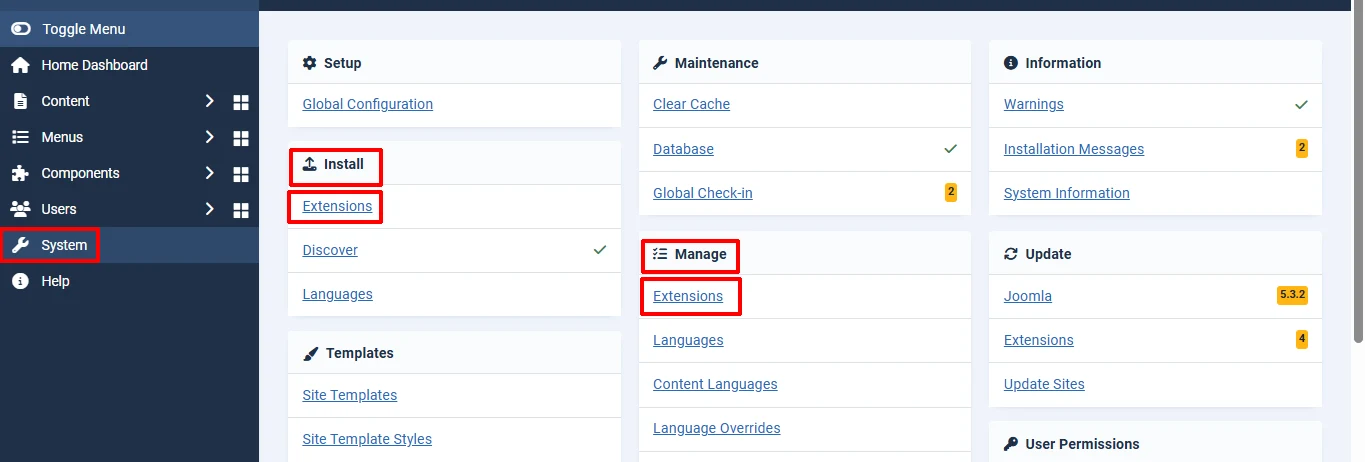 Toggle Menu
Home Dashboard
Content
Menus
Components
Users
System
Help
Setup
Global Configuration
Install
Extensions
Discover
Languages
Templates
Site Templates
Site Template Styles
Maintenance
Clear Cache
Database
Global Check-in 2
Manage
Extensions
Languages
Content Languages
Language Overrides
Information
Warnings
Installation Messages 2
System Information
Update
Joomla 5.3.2
Extensions 4
Update Sites
User Permissions